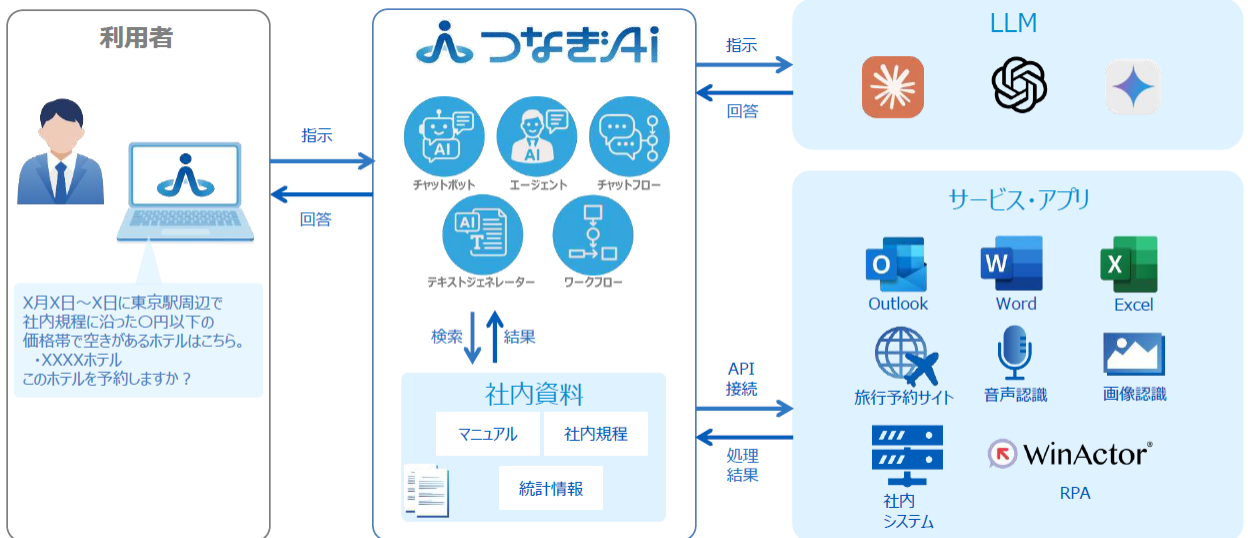 利用者
指示
回答
X月X日～X日に東京駅周辺で
社内規程に沿った〇円以下の
価格帯で空きがあるホテルはこちら。
・XXXXホテル
このホテルを予約しますか？
つなぎAi
AI
チャットボット
AI
エージェント
チャットフロー
AI
T
テキストジェネレーター
ワークフロー
検索
結果
社内資料
マニュアル
社内規程
統計情報
指示
回答
LLM
API
接続
処理
結果
サービス・アプリ
O
Outlook
W
Word
X
Excel
旅行予約サイト
音声認識
画像認識
社内
システム
WinActor®
RPA